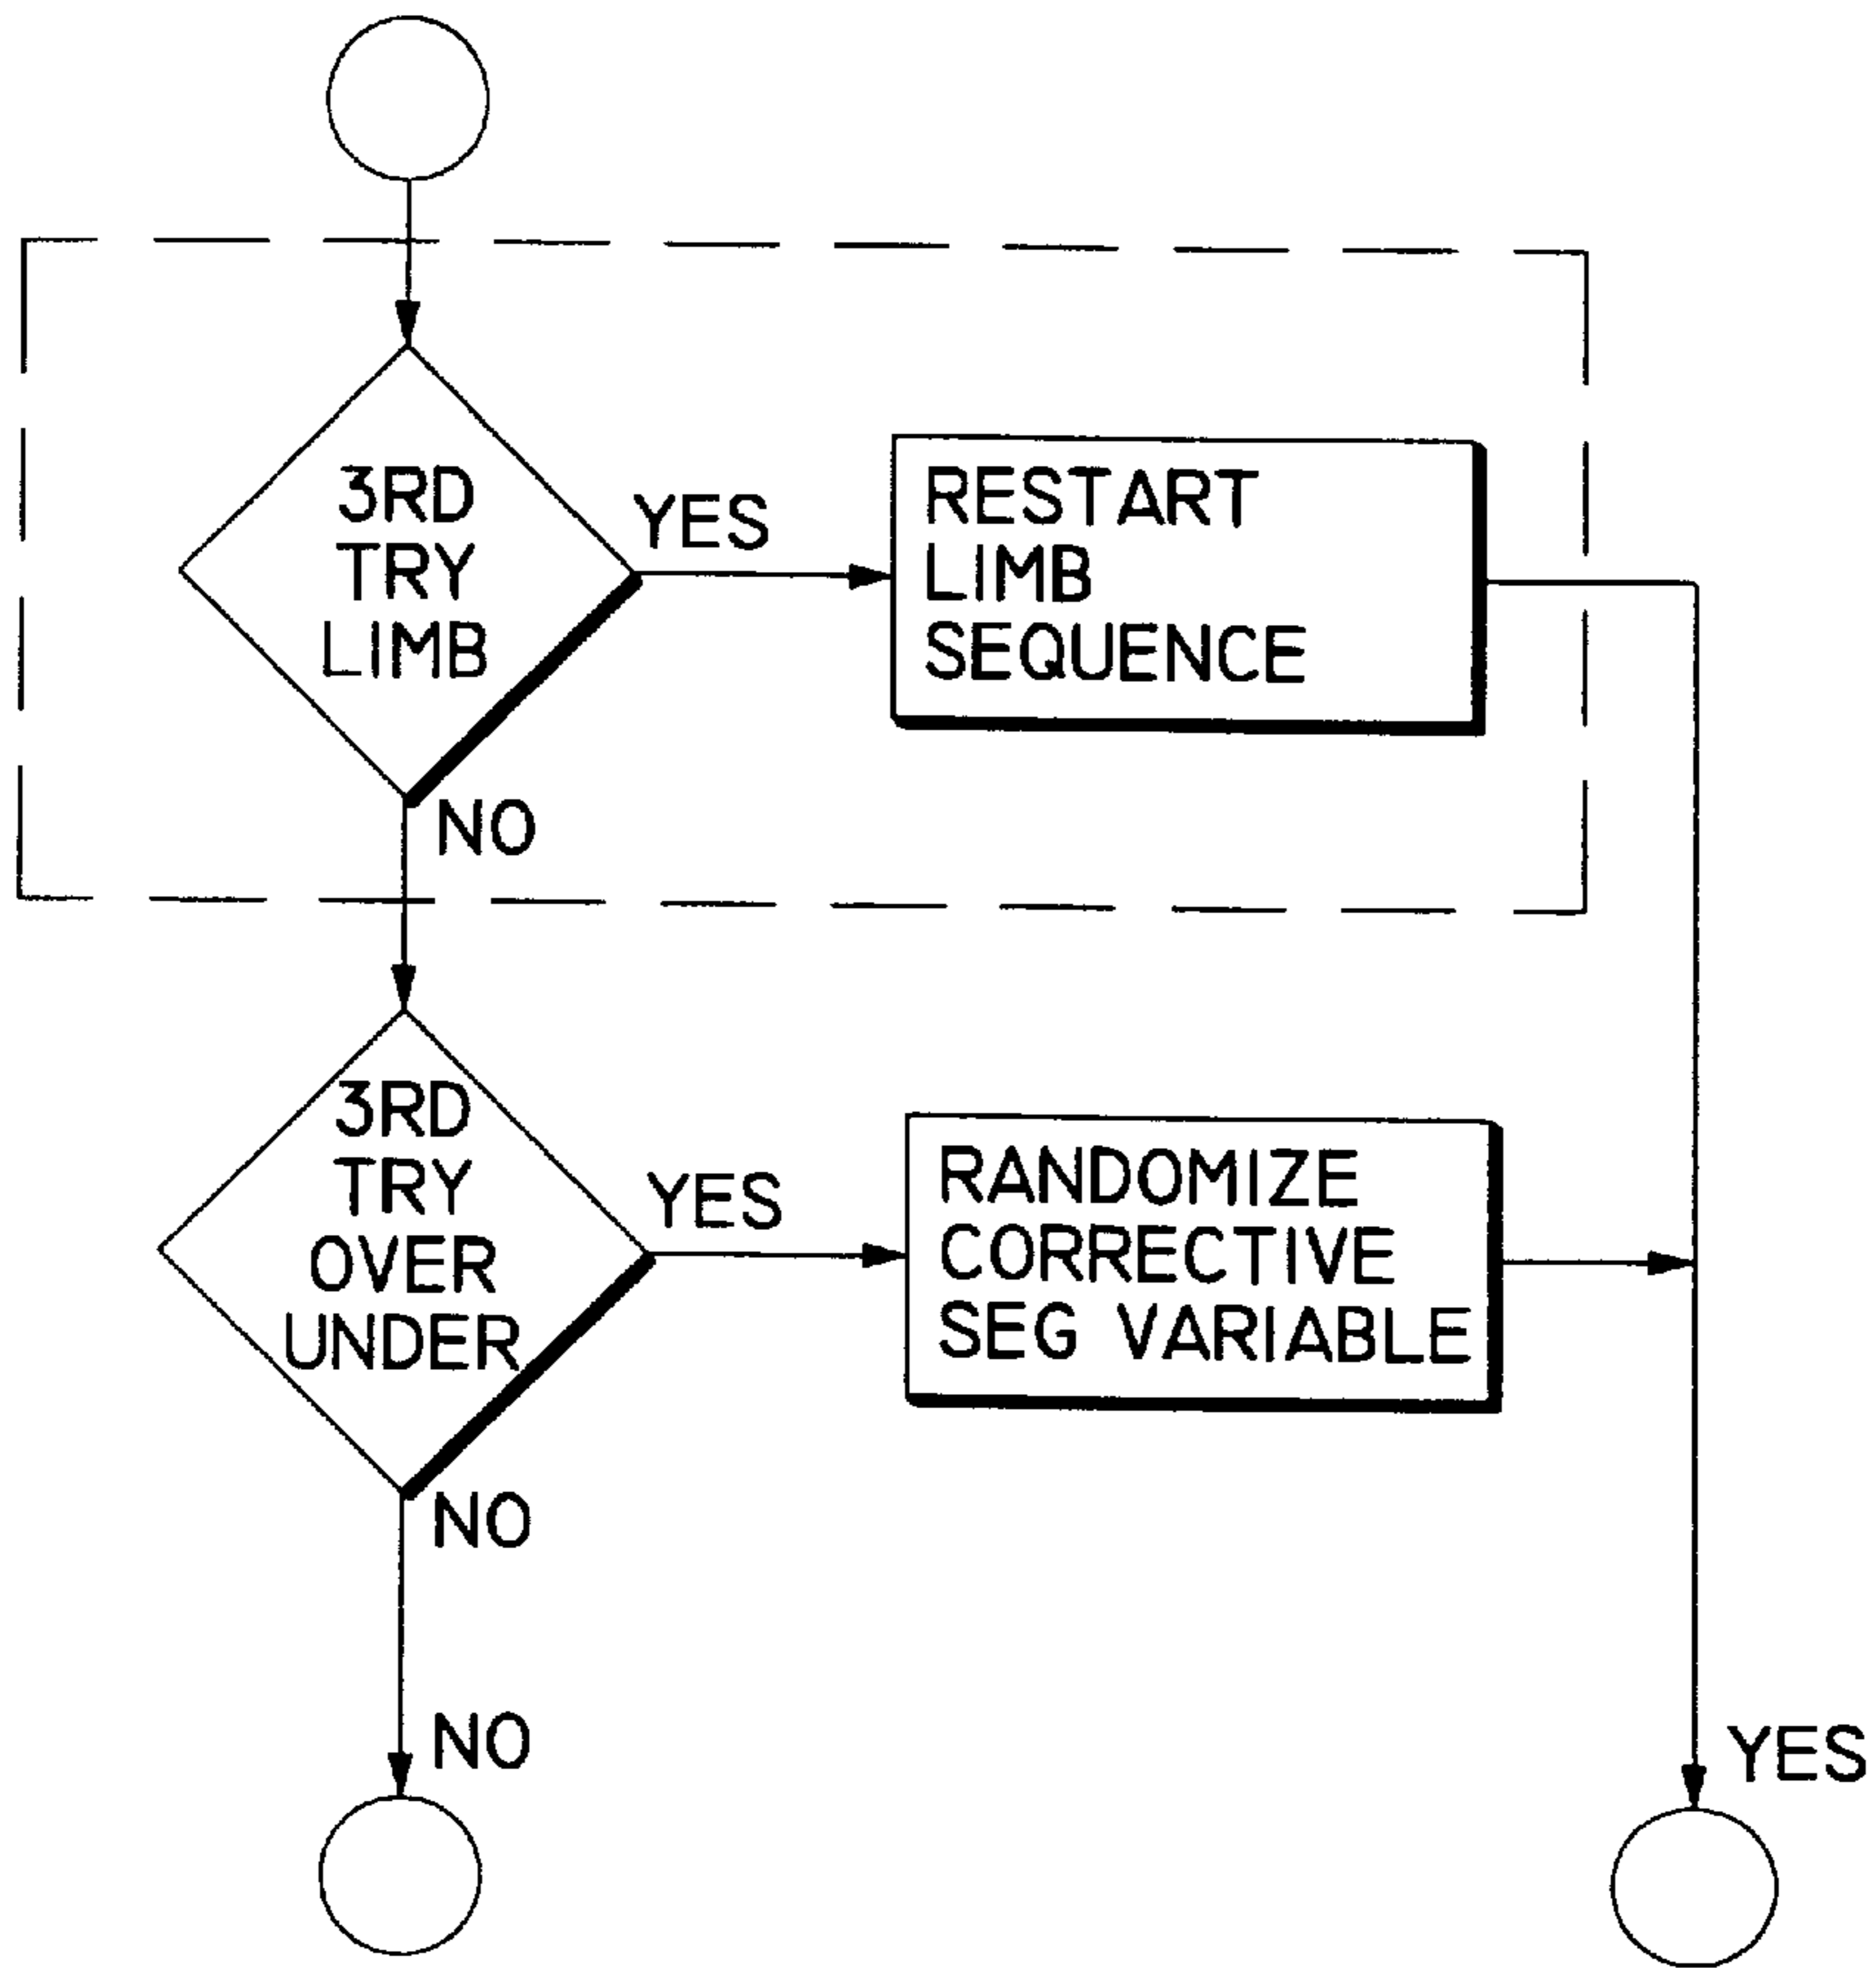 3RD
TRY
LIMB
YES
RESTART
LIMB
SEQUENCE
NO
3RD
TRY
OVER
UNDER
YES
RANDOMIZE
CORRECTIVE
SEG VARIABLE
NO
NO
YES